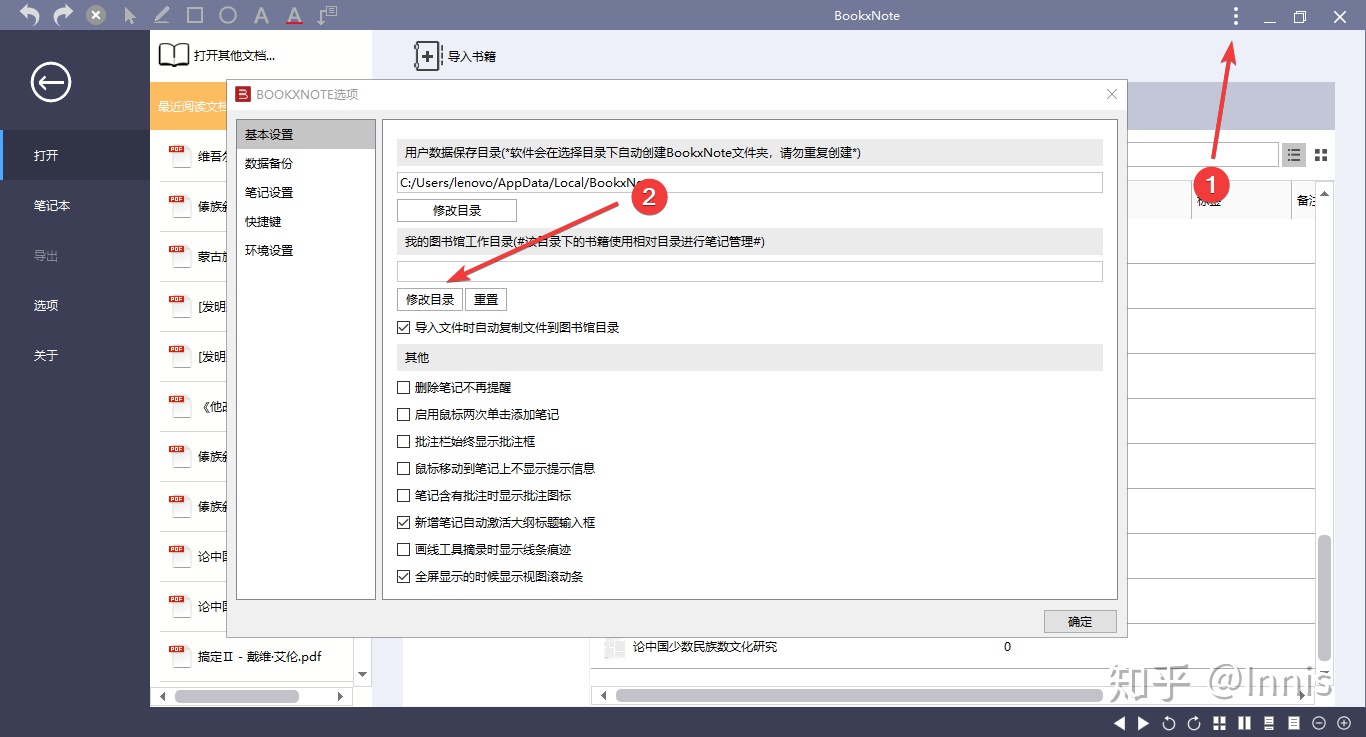 BookxNote
打开其他文档...
导入书籍
最近阅读文档
打开
笔记本
导出
选项
关于
维吾尔
傣族
蒙古族
[发明
[发明
《他改
傣族
傣族
论中国
论中国
搞定Ⅱ - 戴维·艾伦.pdf
BOOKXNOTE选项
基本设置
数据备份
笔记设置
快捷键
环境设置
用户数据保存目录(*软件会在选择目录下自动创建BookxNote文件夹，请勿重复创建*)
C:/Users/lenovo/AppData/Local/BookxNo
修改目录
我的图书馆工作目录(#该目录下的书籍使用相对目录进行笔记管理#)
修改目录
重置
导入文件时自动复制文件到图书馆目录
其他
删除笔记不再提醒
启用鼠标两次单击添加笔记
批注栏始终显示批注框
鼠标移动到笔记上不显示提示信息
笔记含有批注时显示批注图标
新增笔记自动激活大纲标题输入框
画线工具摘录时显示线条痕迹
全屏显示的时候显示视图滚动条
确定
1
2
标签
备注
论中国少数民族数文化研究
0
知乎 @Innis